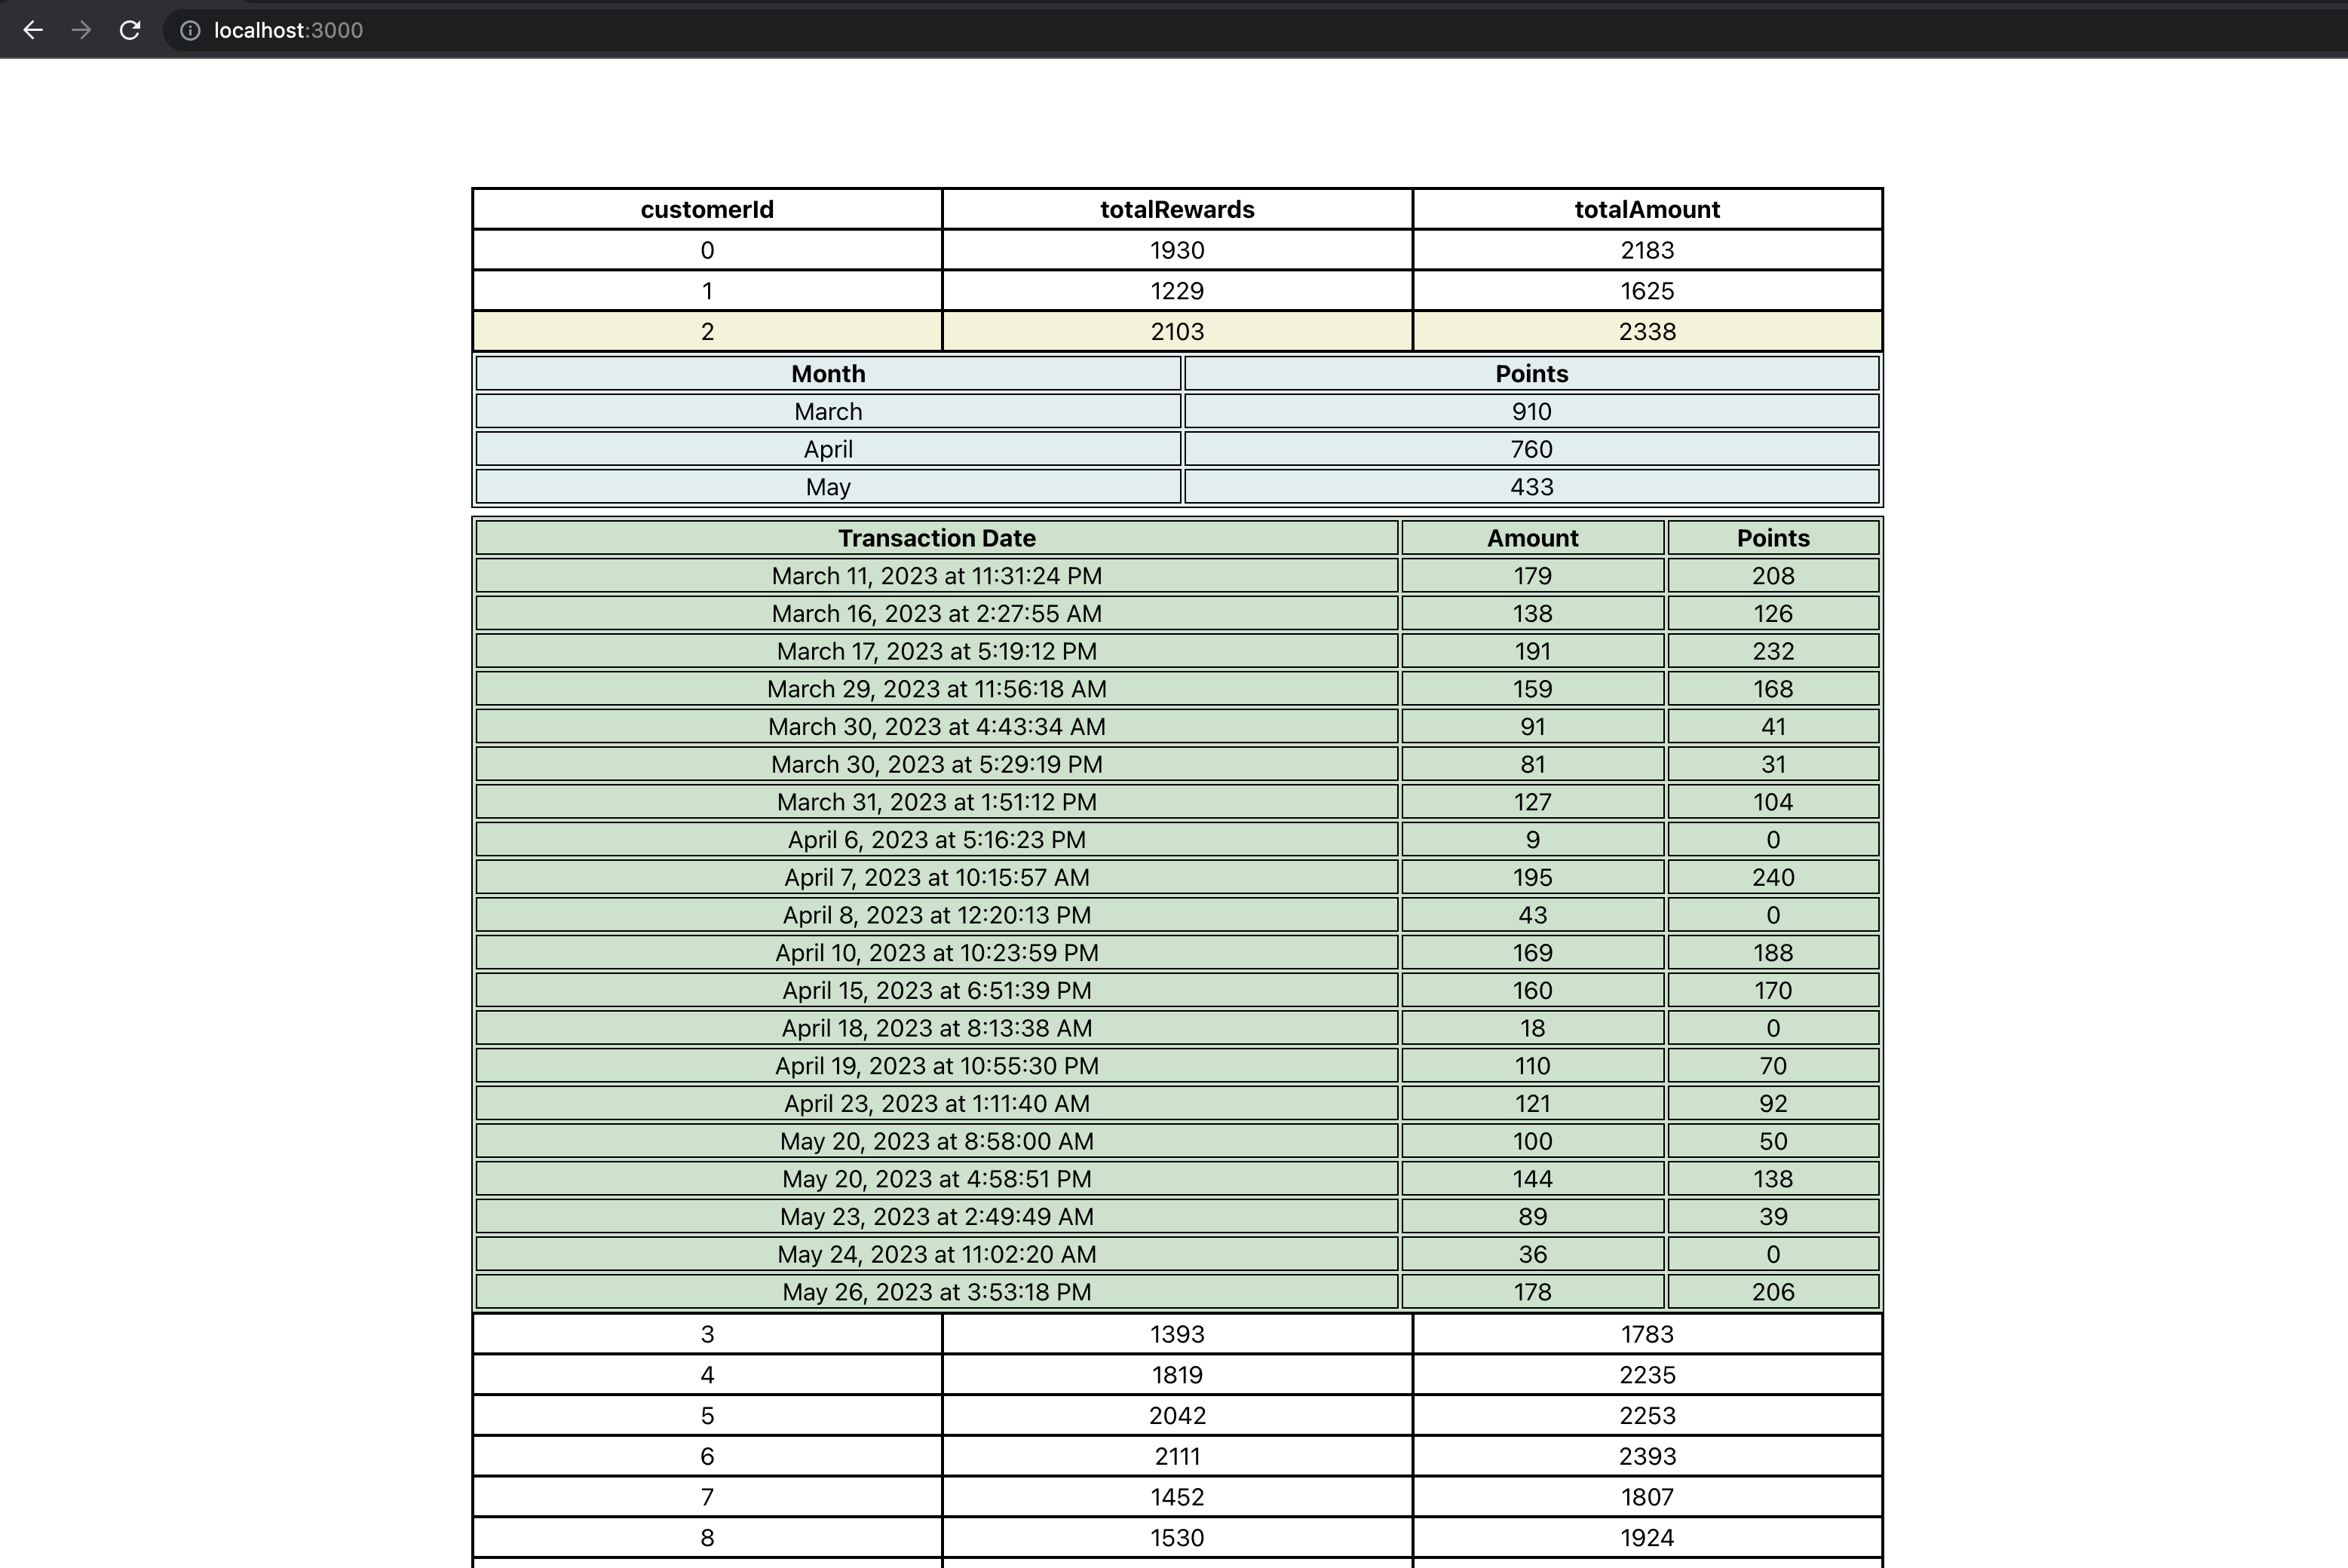 localhost:3000
customerId totalRewards totalAmount
0 1930 2183
1 1229 1625
2 2103 2338
Month Points
March 910
April 760
May 433
Transaction Date Amount Points
March 11, 2023 at 11:31:24 PM 179 208
March 16, 2023 at 2:27:55 AM 138 126
March 17, 2023 at 5:19:12 PM 191 232
March 29, 2023 at 11:56:18 AM 159 168
March 30, 2023 at 4:43:34 AM 91 41
March 30, 2023 at 5:29:19 PM 81 31
March 31, 2023 at 1:51:12 PM 127 104
April 6, 2023 at 5:16:23 PM 9 0
April 7, 2023 at 10:15:57 AM 195 240
April 8, 2023 at 12:20:13 PM 43 0
April 10, 2023 at 10:23:59 PM 169 188
April 15, 2023 at 6:51:39 PM 160 170
April 18, 2023 at 8:13:38 AM 18 0
April 19, 2023 at 10:55:30 PM 110 70
April 23, 2023 at 1:11:40 AM 121 92
May 20, 2023 at 8:58:00 AM 100 50
May 20, 2023 at 4:58:51 PM 144 138
May 23, 2023 at 2:49:49 AM 89 39
May 24, 2023 at 11:02:20 AM 36 0
May 26, 2023 at 3:53:18 PM 178 206
3 1393 1783
4 1819 2235
5 2042 2253
6 2111 2393
7 1452 1807
8 1530 1924